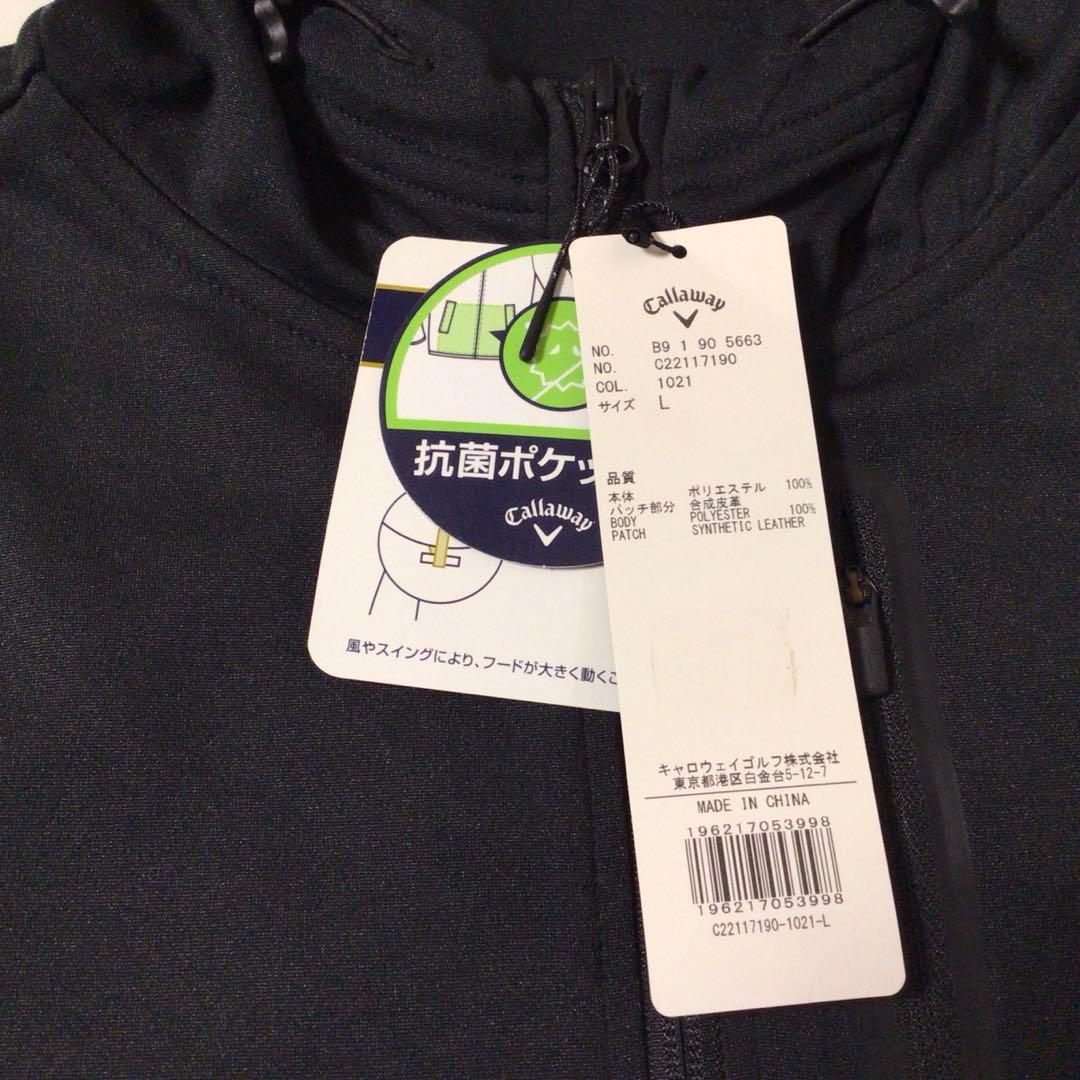 抗菌ポケッ
Callaway
風やスイングにより、フードが大きく動くこ
Callaway
NO. B9 1 90 5663
NO. C22117190
COL. 1021
サイズ L
品質
本体 ポリエステル 100%
パッチ部分 合成皮革
BODY POLYESTER 100%
PATCH SYNTHETIC LEATHER
キャロウェイゴルフ株式会社
東京都港区白金台5-12-7
MADE IN CHINA
196217053998
196217053998
C22117190-1021-L